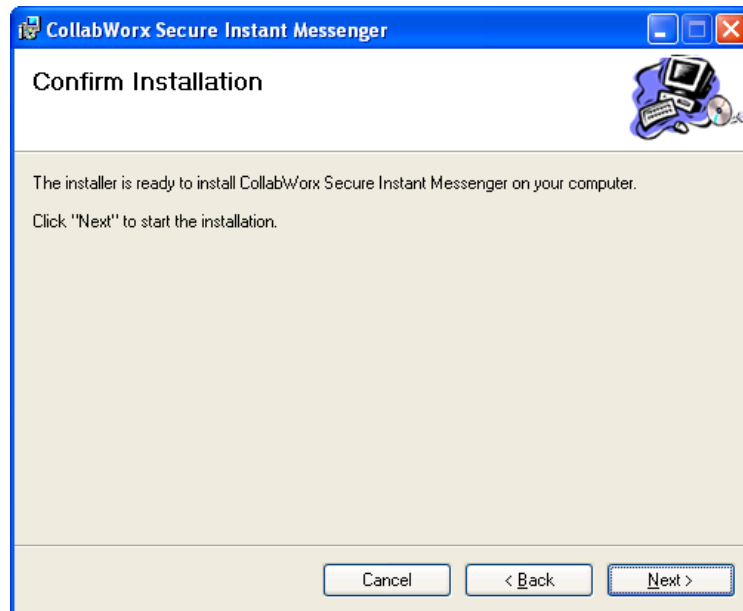 CollabWorx Secure Instant Messenger
Confirm Installation
The installer is ready to install CollabWorx Secure Instant Messenger on your computer.
Click "Next" to start the installation.
Cancel
< Back
Next >